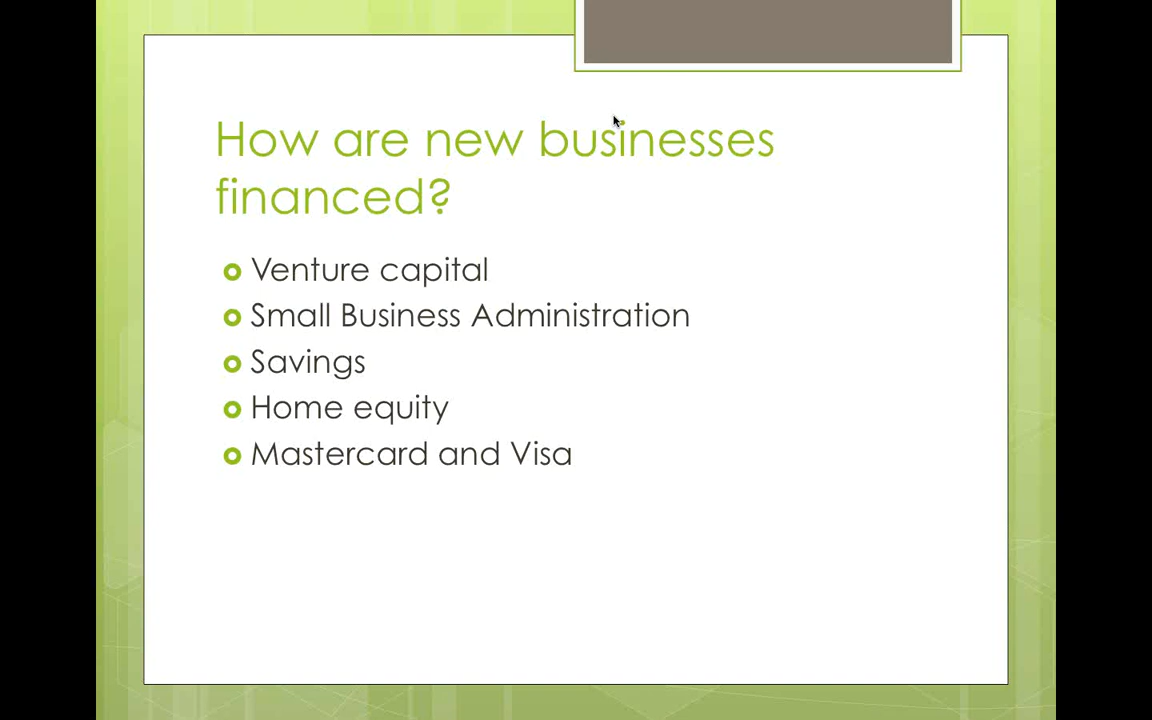 How are new businesses
financed?
Venture capital
Small Business Administration
Savings
Home equity
Mastercard and Visa